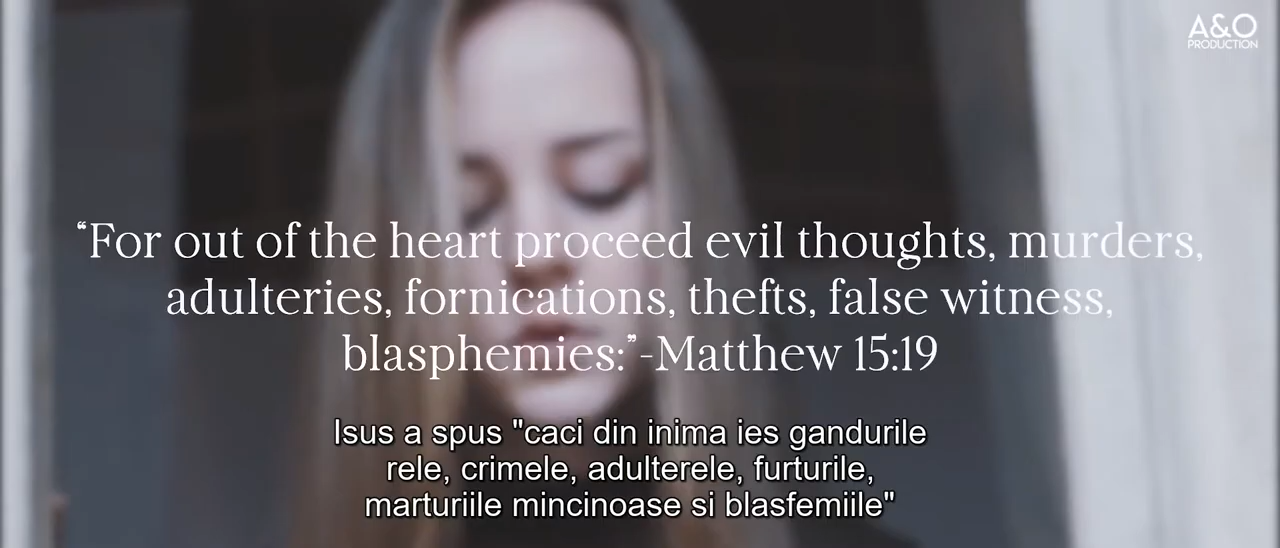 A&O
PRODUCTION
“For out of the heart proceed evil thoughts, murders,
adulteries, fornications, thefts, false witness,
blasphemies:”-Matthew 15:19
Isus a spus "caci din inima ies gandurile
rele, crimele, adulterele, furturile,
marturiile mincinoase si blasfemiile"